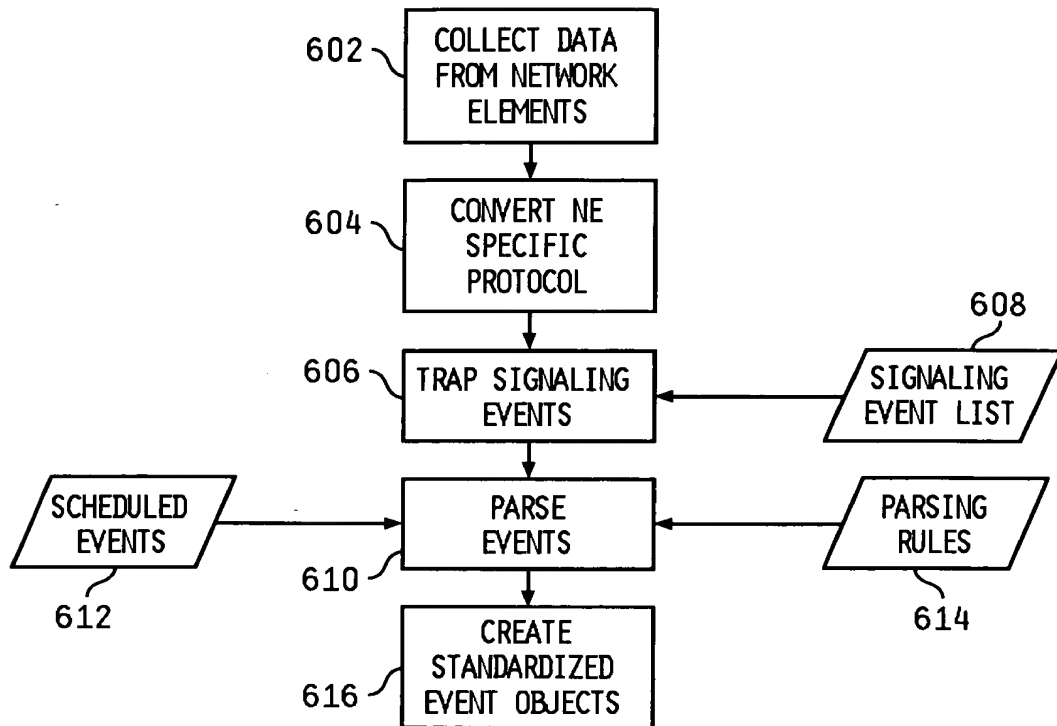 602
COLLECT DATA
FROM NETWORK
ELEMENTS
604
CONVERT NE
SPECIFIC
PROTOCOL
606
TRAP SIGNALING
EVENTS
608
SIGNALING
EVENT LIST
SCHEDULED
EVENTS
612
PARSE
EVENTS
610
PARSING
RULES
614
CREATE
STANDARDIZED
EVENT OBJECTS
616